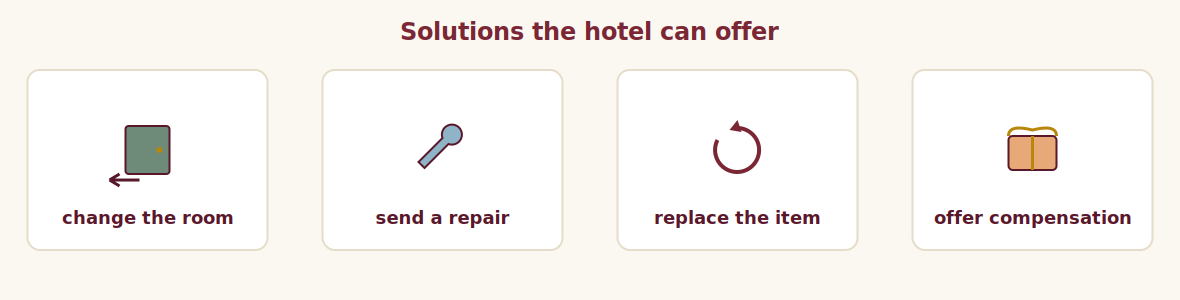 Solutions the hotel can offer
change the room
send a repair
replace the item
offer compensation